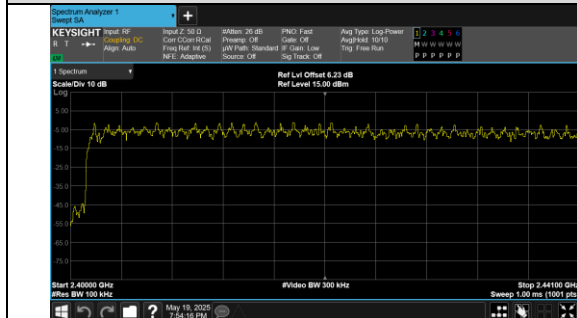 Spectrum Analyzer 1
Swept SA
+
KEYSIGHT Input: RF Input Z: 50 Ω #Atten: 26 dB PNO: Fast Avg Type: Log-Power 1 2 3 4 5 6
R T Coupling: DC Corr CCorr RCal Preamp: Off Gate: Off Avg|Hold: 10/10 M W W W W W
Align: Auto Freq Ref: Int (S) µW Path: Standard IF Gain: Low Trig: Free Run
NFE: Adaptive Source: Off Sig Track: Off P P P P P P
1 Spectrum
Ref Lvl Offset 6.23 dB
Scale/Div 10 dB Ref Level 15.00 dBm
Log
5.00
-5.00
-15.0
-25.0
-35.0
-45.0
-55.0
-65.0
-75.0
Start 2.40000 GHz #Video BW 300 kHz Stop 2.44100 GHz
#Res BW 100 kHz Sweep 1.00 ms (1001 pts
? May 19, 2025
7:54:16 PM